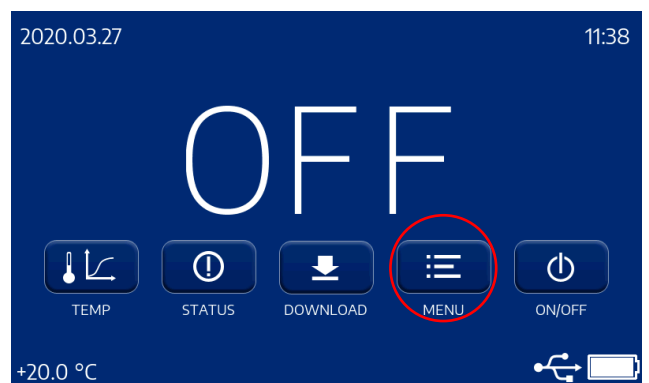 2020.03.27 11:38
OFF
TEMP STATUS DOWNLOAD MENU ON/OFF
+20.0 °C